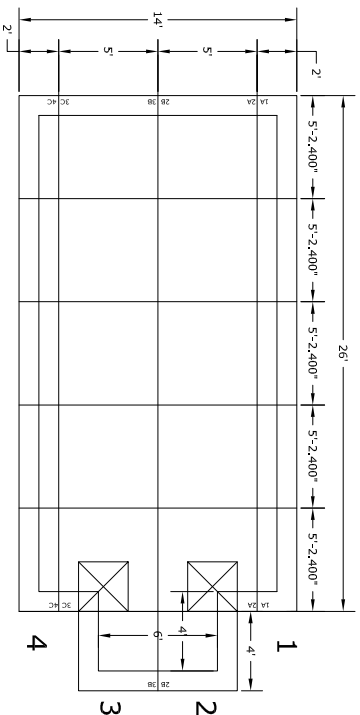 14'
2' 5' 5' 2'
4C 3C 3B 2B 2A 1A
5'-2.400"
5'-2.400"
26'
5'-2.400"
5'-2.400"
5'-2.400"
4C 3C 2A 1A
4' 6' 4'
3B 2B
4 3 2 1